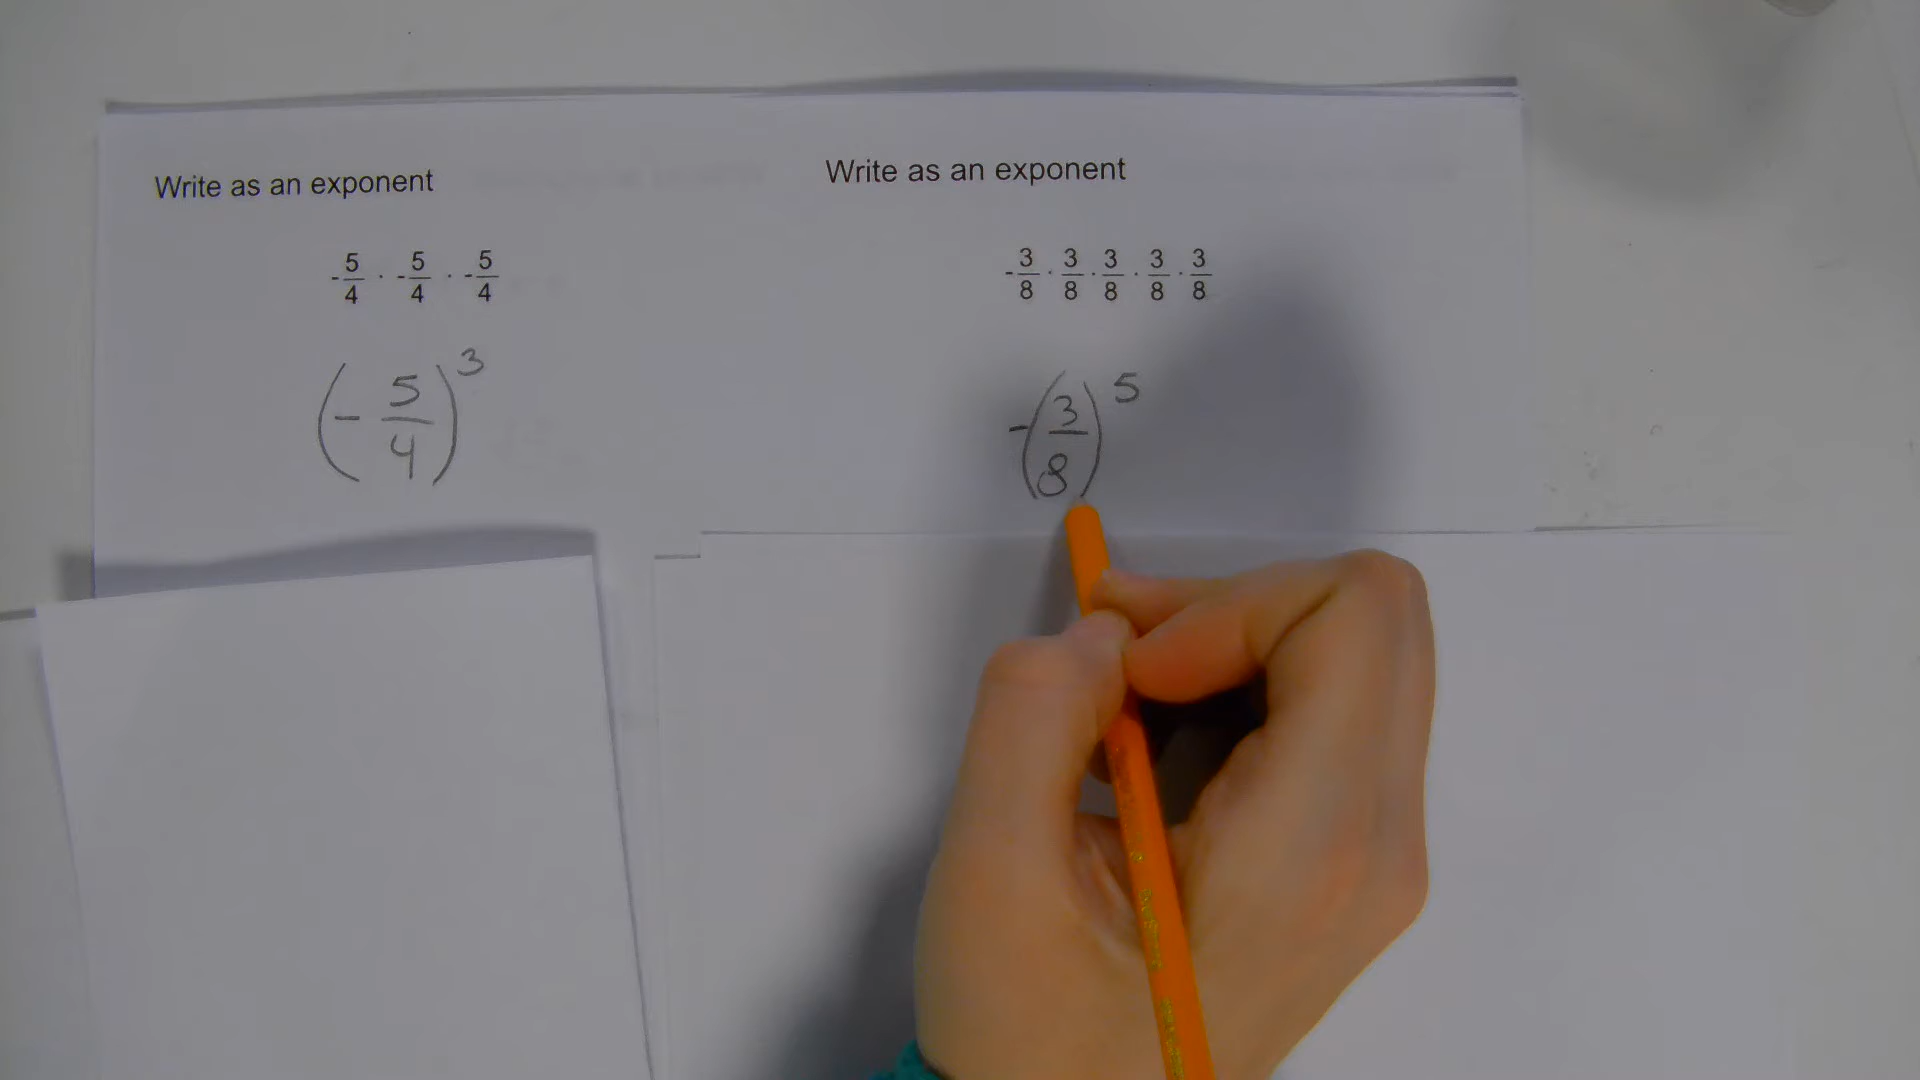 Write as an exponent
-5/4 · -5/4 · -5/4
(- 5/4)^3
Write as an exponent
-3/8 · 3/8 · 3/8 · 3/8 · 3/8
-(3/8)^5